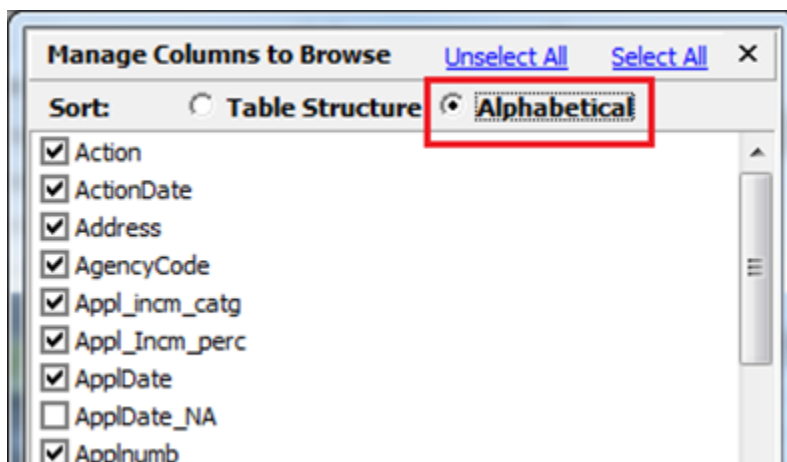 Manage Columns to Browse Unselect All Select All
Sort: Table Structure Alphabetical
Action
ActionDate
Address
AgencyCode
Appl_incm_catg
Appl_Incm_perc
ApplDate
ApplDate_NA
Applnumb